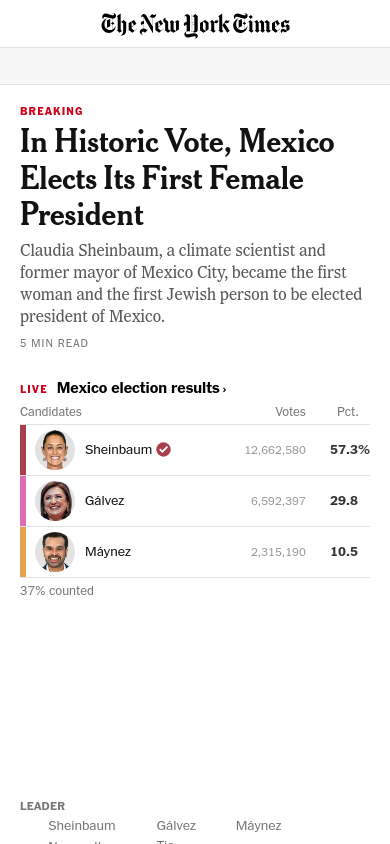 The New York Times
BREAKING
In Historic Vote, Mexico
Elects Its First Female
President
Claudia Sheinbaum, a climate scientist and
former mayor of Mexico City, became the first
woman and the first Jewish person to be elected
president of Mexico.
5 MIN READ
LIVE Mexico election results ›
Candidates Votes Pct.
Sheinbaum 12,662,580 57.3%
Gálvez 6,592,397 29.8
Máynez 2,315,190 10.5
37% counted
LEADER
Sheinbaum Gálvez Máynez